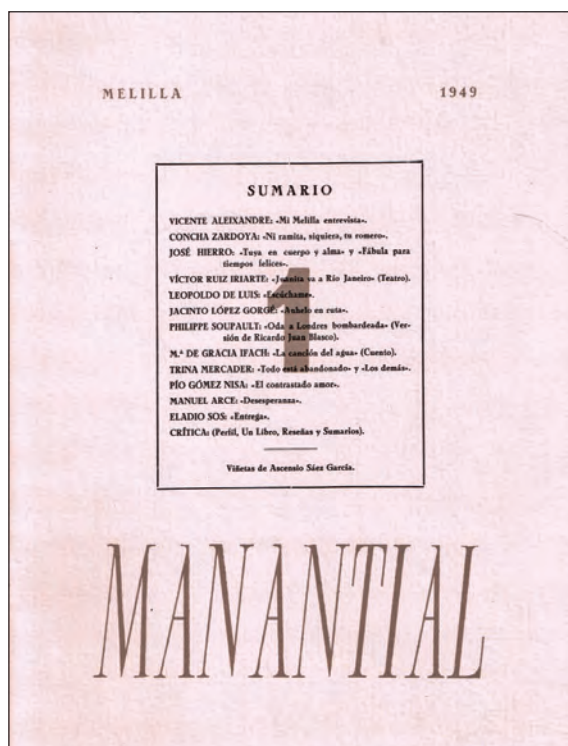 MELILLA 1949
SUMARIO
VICENTE ALEIXANDRE: «Mi Melilla entrevista».
CONCHA ZARDOYA: «Ni ramita, siquiera, tu romero».
JOSÉ HIERRO: «Tuya en cuerpo y alma» y «Fábula para
tiempos felices».
VÍCTOR RUIZ IRIARTE: «Juanita va a Río Janeiro» (Teatro).
LEOPOLDO DE LUIS: «Escúchame».
JACINTO LÓPEZ GORGÉ: «Anhelo en ruta».
PHILIPPE SOUPAULT: «Oda a Londres bombardeada» (Ver-
sión de Ricardo Juan Blasco).
M.ª DE GRACIA IFACH: «La canción del agua» (Cuento).
TRINA MERCADER: «Todo está abandonado» y «Los demás».
PÍO GÓMEZ NISA: «El contrastado amor».
MANUEL ARCE: «Desesperanza».
ELADIO SOS: «Entrega».
CRÍTICA: (Perfil, Un Libro, Reseñas y Sumarios).
Viñetas de Ascensio Sáez García.
1
MANANTIAL